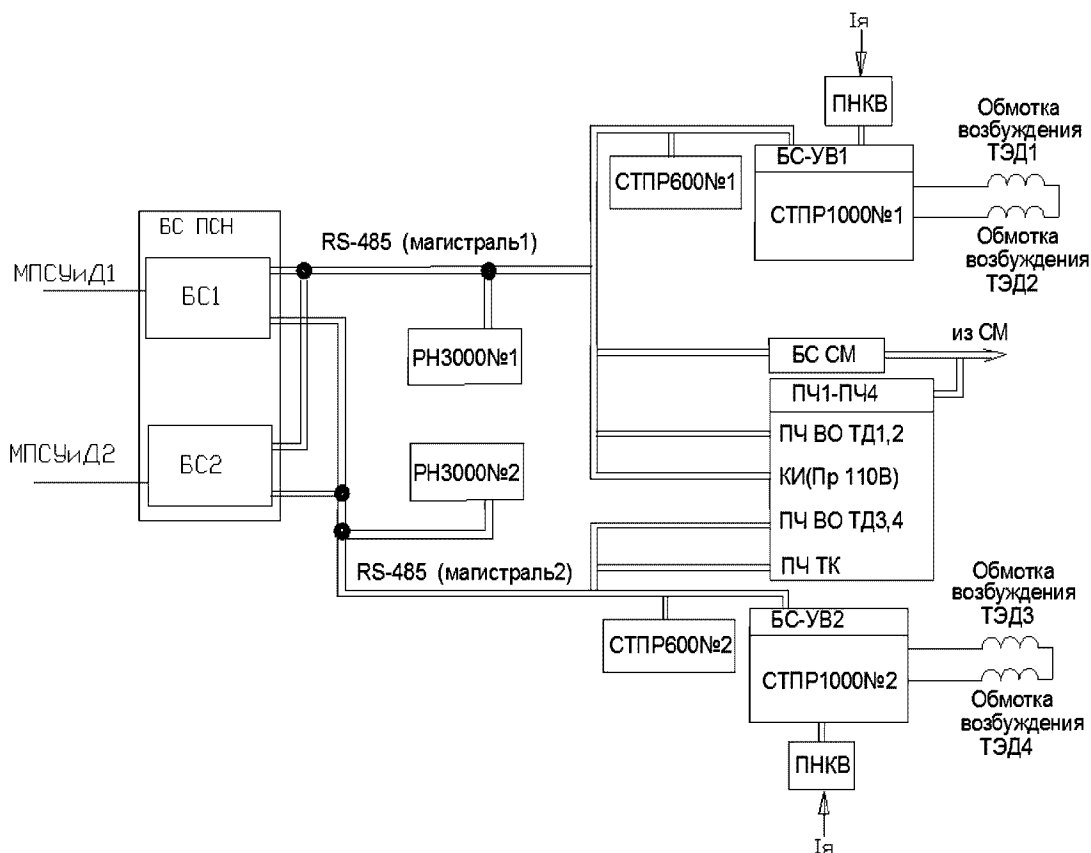 Iя
ПНКВ
Обмотка
возбуждения
ТЭД1
БС-УВ1
СТПР600№1
СТПР1000№1
БС ПСН
RS-485 (магистраль1)
Обмотка
возбуждения
ТЭД2
МПСУиД1
БС1
из СМ
РН3000№1
БС СМ
ПЧ1-ПЧ4
ПЧ ВО ТД1,2
МПСУиД2
БС2
РН3000№2
КИ(Пр 110В)
ПЧ ВО ТД3,4
RS-485 (магистраль2)
ПЧ ТК
Обмотка
возбуждения
ТЭД3
БС-УВ2
СТПР600№2
СТПР1000№2
Обмотка
возбуждения
ТЭД4
ПНКВ
Iя